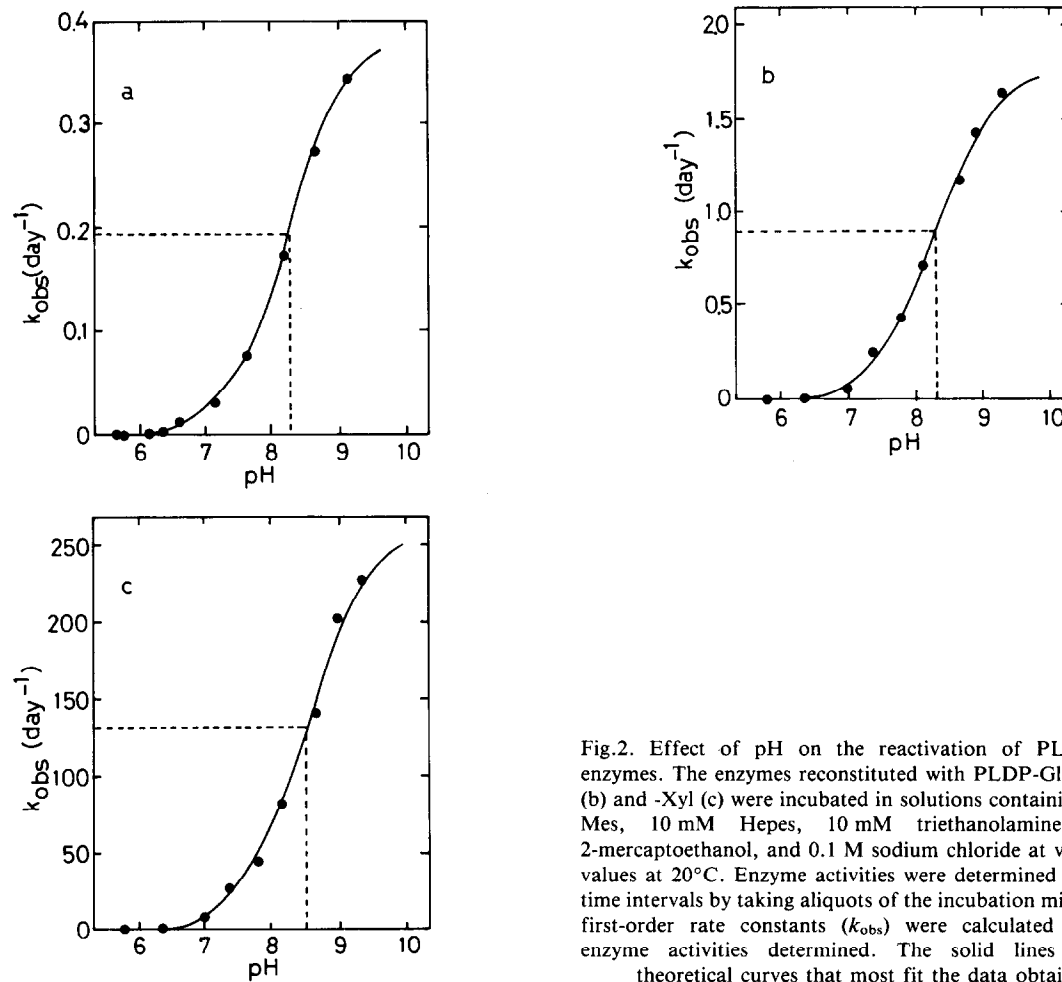 a
0.4
0.3
0.2
0.1
0
6 7 8 9 10
pH
kobs(day⁻¹)
b
2.0
1.5
1.0
0.5
0
6 7 8 9 10
pH
kobs (day⁻¹)
c
250
200
150
100
50
0
6 7 8 9 10
pH
kobs (day⁻¹)
Fig.2. Effect of pH on the reactivation of
enzymes. The enzymes reconstituted with
(b) and -Xyl (c) were incubated in solutions
Mes, 10 mM Hepes, 10 mM triethanolamine
2-mercaptoethanol, and 0.1 M sodium chloride at
values at 20°C. Enzyme activities were determined
time intervals by taking aliquots of the incubation
first-order rate constants (kobs) were calculated
enzyme activities determined. The solid lines
theoretical curves that most fit the data